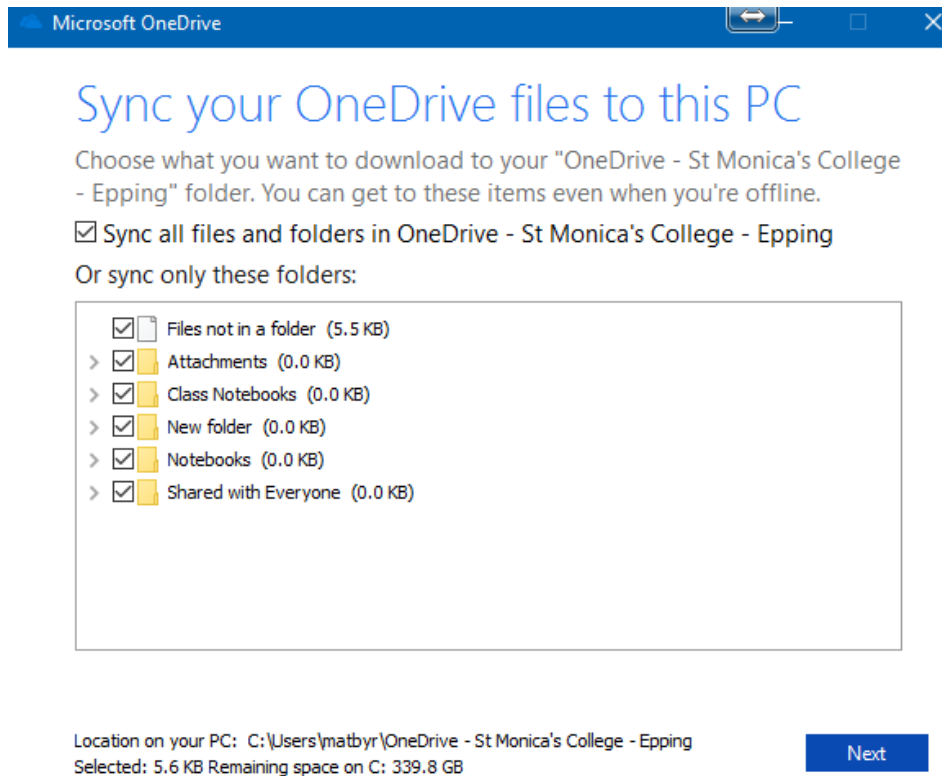 Microsoft OneDrive
Sync your OneDrive files to this PC
Choose what you want to download to your "OneDrive - St Monica's College
- Epping" folder. You can get to these items even when you're offline.
Sync all files and folders in OneDrive - St Monica's College - Epping
Or sync only these folders:
Files not in a folder (5.5 KB)
Attachments (0.0 KB)
Class Notebooks (0.0 KB)
New folder (0.0 KB)
Notebooks (0.0 KB)
Shared with Everyone (0.0 KB)
Location on your PC: C:\Users\matbyr\OneDrive - St Monica's College - Epping
Selected: 5.6 KB Remaining space on C: 339.8 GB
Next